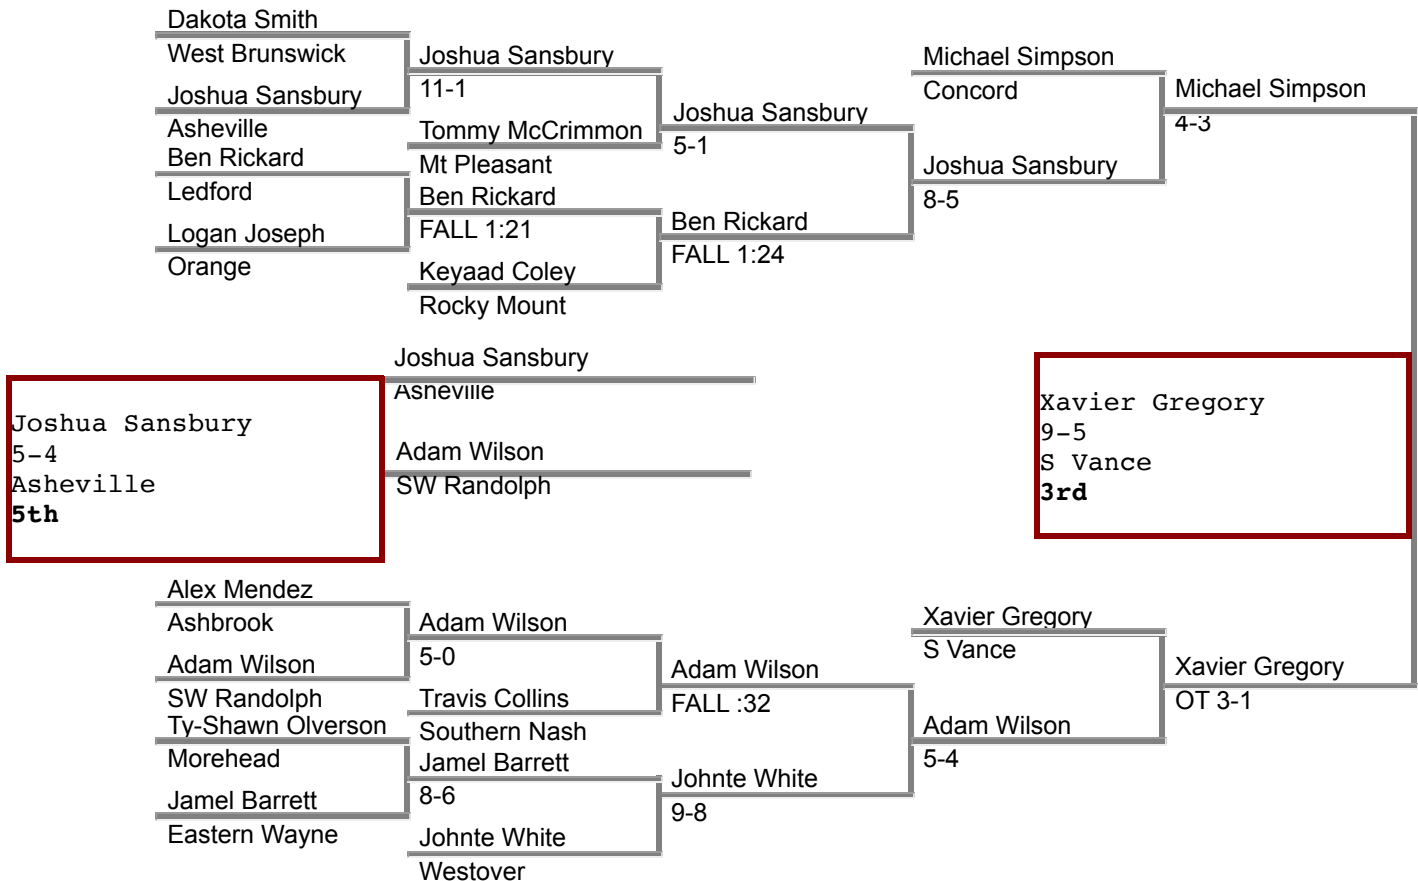 Dakota Smith
West Brunswick
Joshua Sansbury
Asheville
Ben Rickard
Ledford
Logan Joseph
Orange
Joshua Sansbury
11-1
Tommy McCrimmon
Mt Pleasant
Ben Rickard
FALL 1:21
Keyaad Coley
Rocky Mount
Joshua Sansbury
5-1
Ben Rickard
FALL 1:24
Michael Simpson
Concord
Joshua Sansbury
8-5
Michael Simpson
4-3
Joshua Sansbury
Asheville
Adam Wilson
SW Randolph
Joshua Sansbury
5-4
Asheville
5th
Xavier Gregory
9-5
S Vance
3rd
Alex Mendez
Ashbrook
Adam Wilson
SW Randolph
Ty-Shawn Olverson
Morehead
Jamel Barrett
Eastern Wayne
Adam Wilson
5-0
Travis Collins
Southern Nash
Jamel Barrett
8-6
Johnte White
Westover
Adam Wilson
FALL :32
Johnte White
9-8
Xavier Gregory
S Vance
Adam Wilson
5-4
Xavier Gregory
OT 3-1